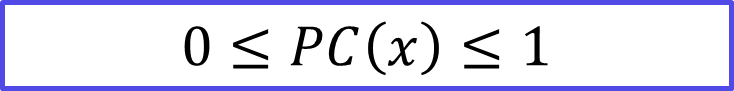 0 ≤ PC(x) ≤ 1